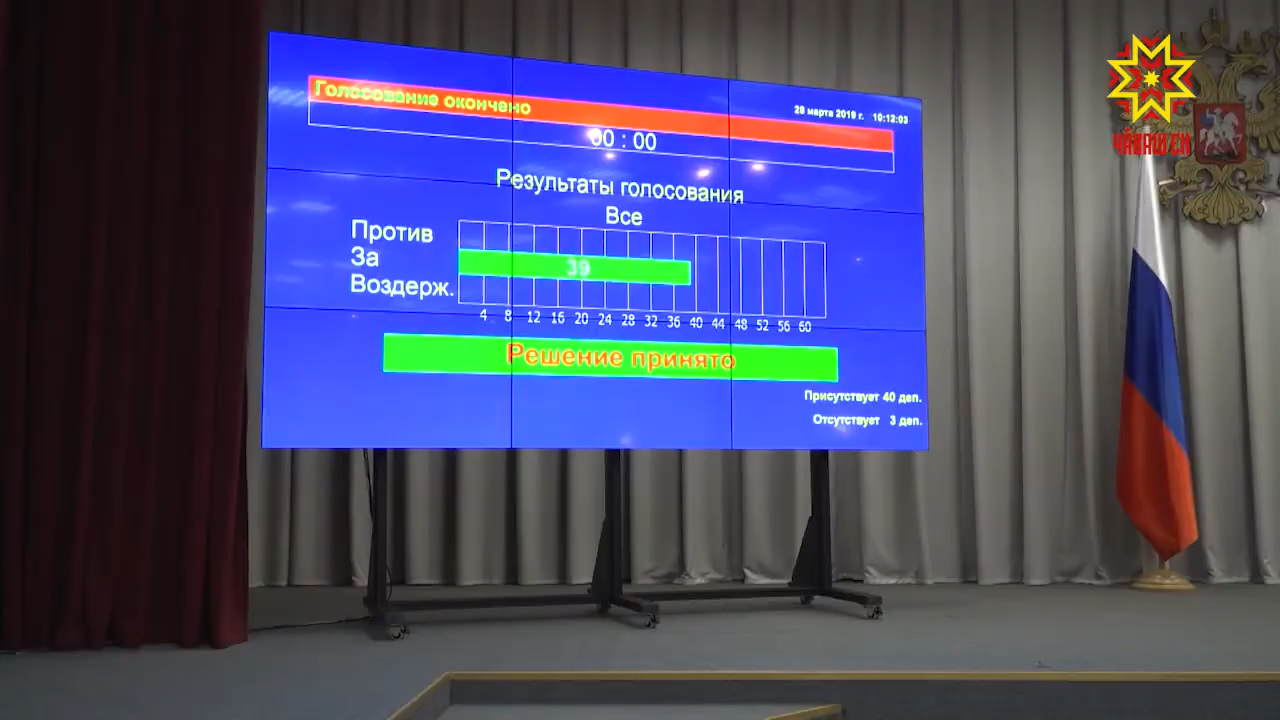 Голосование окончено
28 марта 2019 г. 10:12:03
00 : 00
Результаты голосования
Все
Против
За
39
Воздерж.
4 8 12 16 20 24 28 32 36 40 44 48 52 56 60
Решение принято
Присутствует 40 деп.
Отсутствует 3 деп.
ЧӐВАШ ЕН